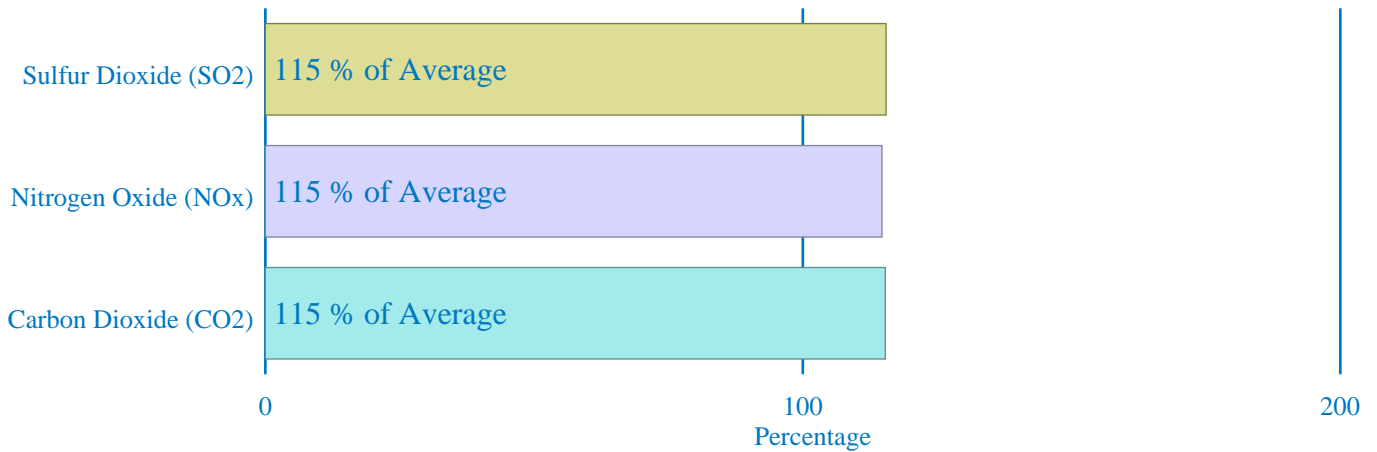 Sulfur Dioxide (SO2)
115 % of Average
Nitrogen Oxide (NOx)
115 % of Average
Carbon Dioxide (CO2)
115 % of Average
0
100
200
Percentage